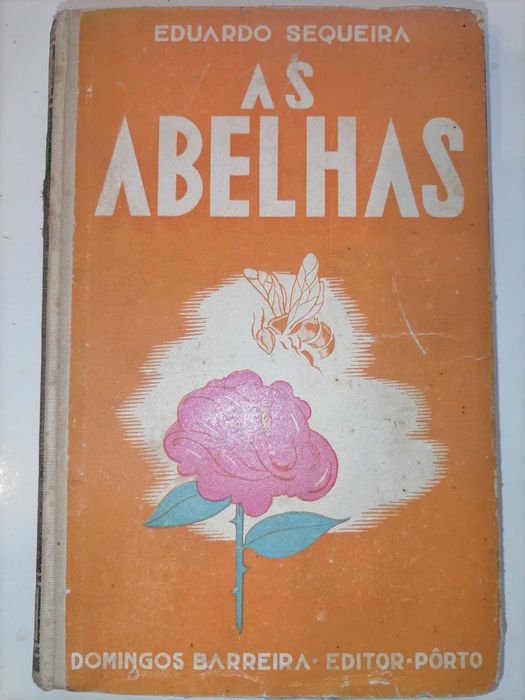 EDUARDO SEQUEIRA
AS
ABELHAS
DOMINGOS BARREIRA · EDITOR · PÔRTO